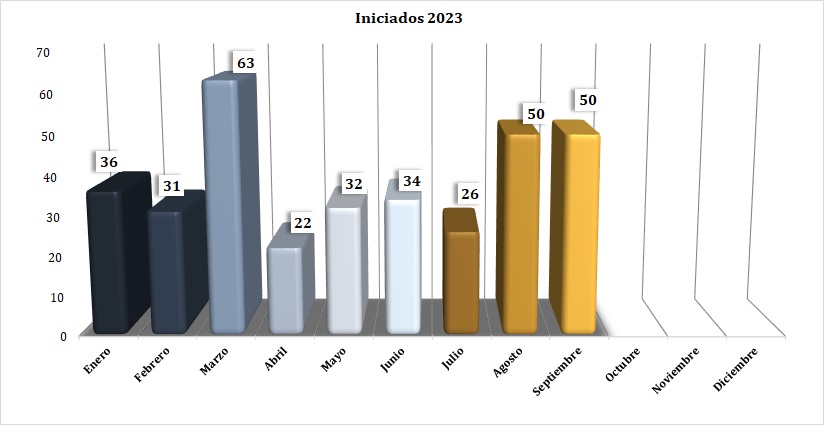 Iniciados 2023
70
60
50
40
30
20
10
0
36
31
63
22
32
34
26
50
50
Enero
Febrero
Marzo
Abril
Mayo
Junio
Julio
Agosto
Septiembre
Octubre
Noviembre
Diciembre